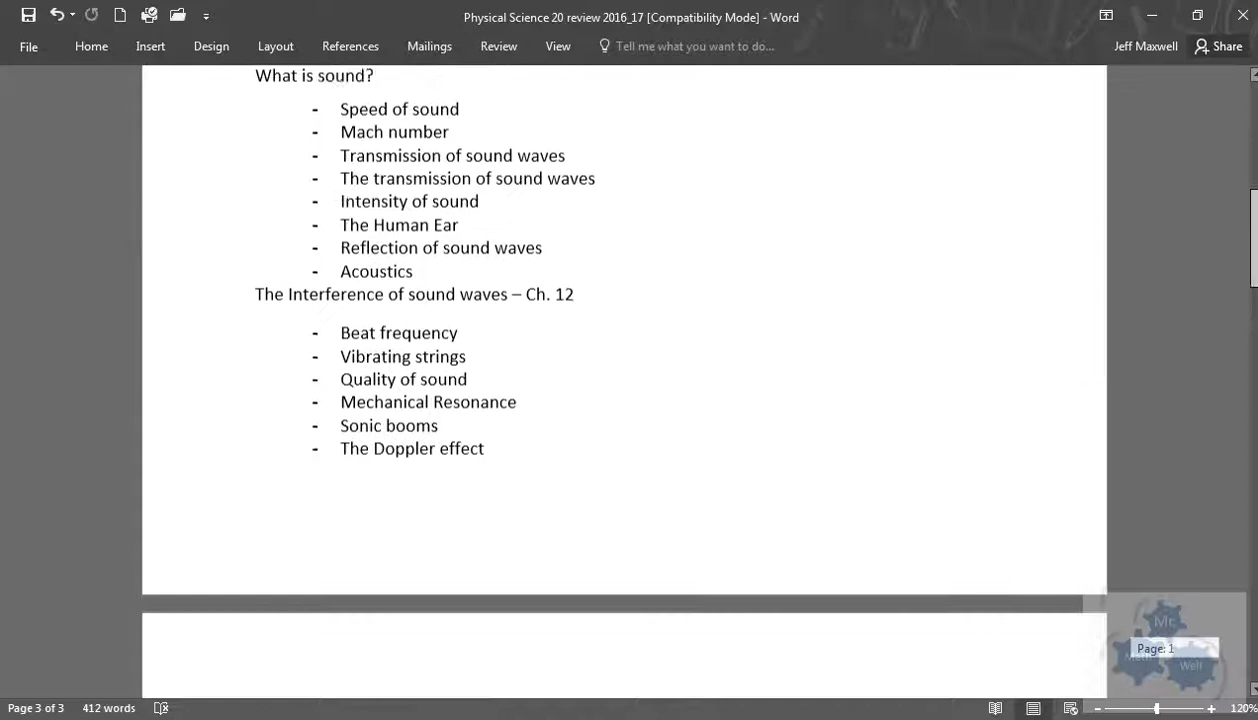 Physical Science 20 review 2016_17 [Compatibility Mode] - Word
File Home Insert Design Layout References Mailings Review View Tell me what you want to do... Jeff Maxwell Share
What is sound?
- Speed of sound
- Mach number
- Transmission of sound waves
- The transmission of sound waves
- Intensity of sound
- The Human Ear
- Reflection of sound waves
- Acoustics
The Interference of sound waves – Ch. 12
- Beat frequency
- Vibrating strings
- Quality of sound
- Mechanical Resonance
- Sonic booms
- The Doppler effect
Mr.
Page: 1
Well
Page 3 of 3 412 words 120%